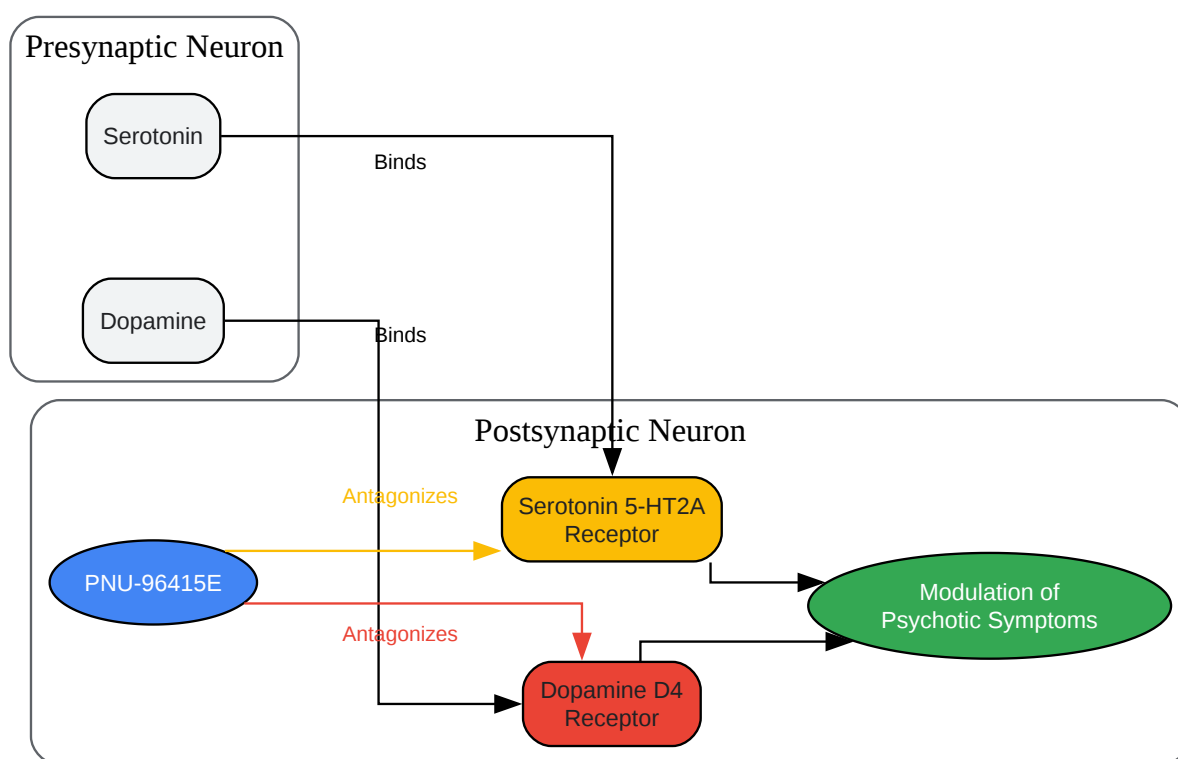 Presynaptic Neuron
Serotonin
Binds
Dopamine
Binds
Postsynaptic Neuron
Antagonizes
Serotonin 5-HT2A
Receptor
PNU-96415E
Modulation of
Psychotic Symptoms
Antagonizes
Dopamine D4
Receptor